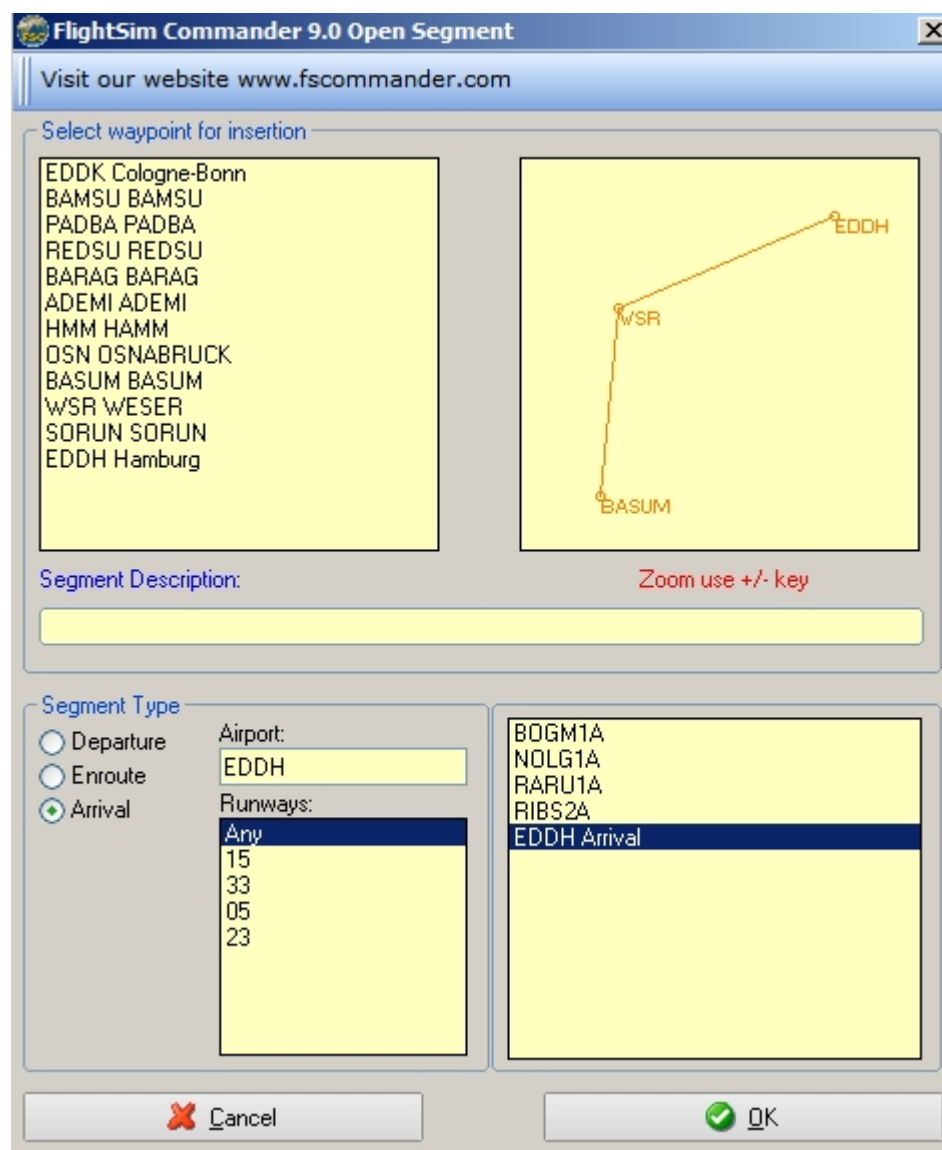 FlightSim Commander 9.0 Open Segment
Visit our website www.fscommander.com
Select waypoint for insertion
EDDK Cologne-Bonn
BAMSU BAMSU
PADBA PADBA
REDSU REDSU
BARAG BARAG
ADEMI ADEMI
HMM HAMM
OSN OSNABRUCK
BASUM BASUM
WSR WESER
SORUN SORUN
EDDH Hamburg
EDDH
WSR
BASUM
Segment Description:
Zoom use +/- key
Segment Type
Departure
Enroute
Arrival
Airport:
EDDH
Runways:
Any
15
33
05
23
BOGM1A
NOLG1A
RARU1A
RIBS2A
EDDH Arrival
Cancel
OK